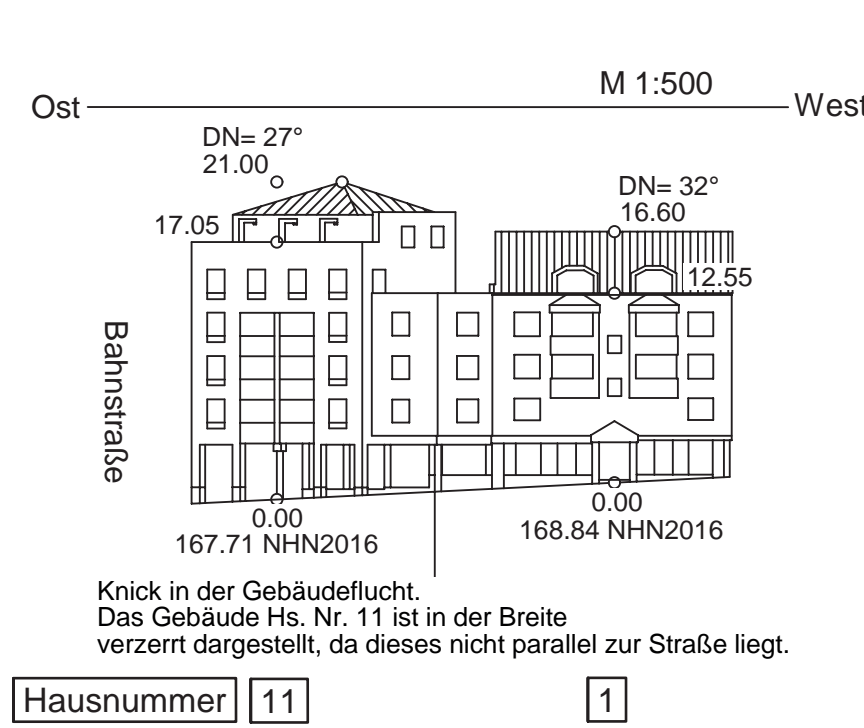 M 1:500
Ost West
DN= 27°
21.00
DN= 32°
16.60
17.05
12.55
Bahnstraße
0.00
167.71 NHN2016
0.00
168.84 NHN2016
Knick in der Gebäudeflucht.
Das Gebäude Hs. Nr. 11 ist in der Breite
verzerrt dargestellt, da dieses nicht parallel zur Straße liegt.
Hausnummer 11 1